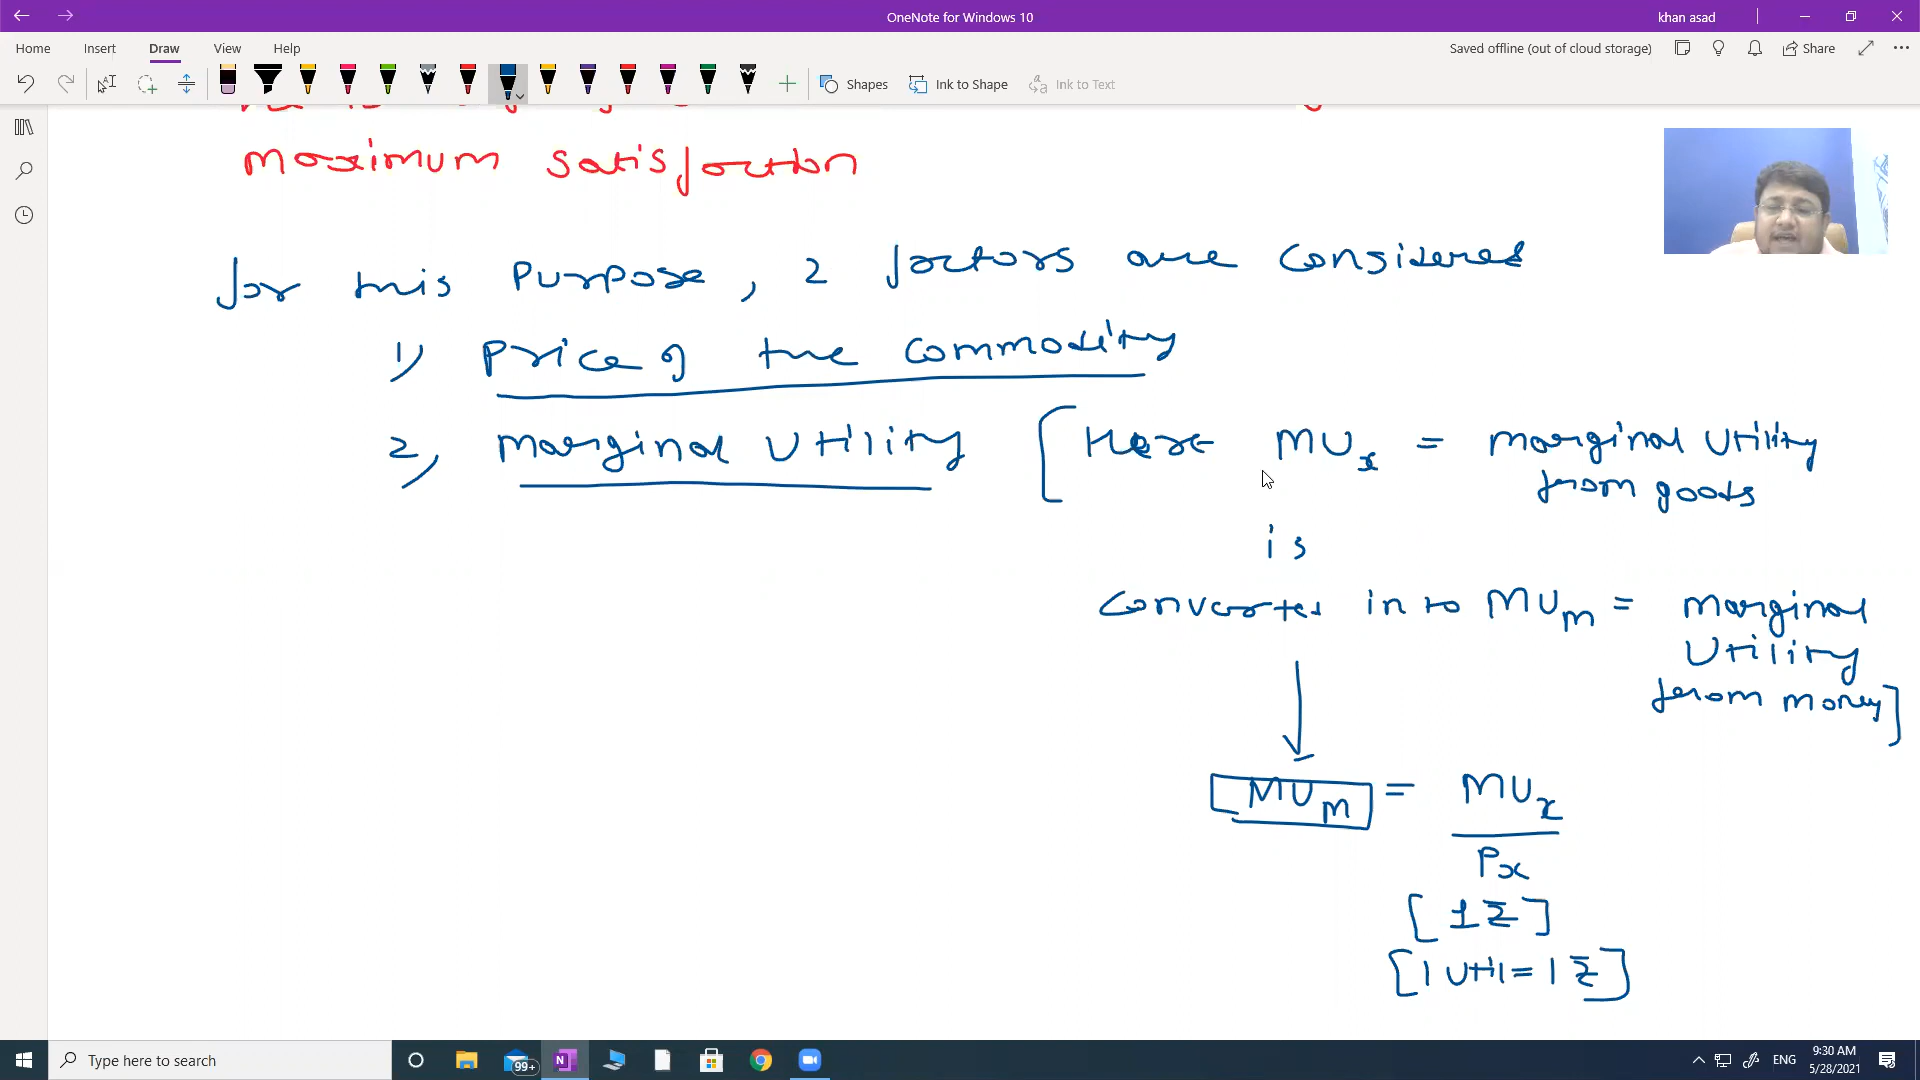 OneNote for Windows 10
khan asad
Home Insert Draw View Help
Saved offline (out of cloud storage)
Share
Shapes
Ink to Shape
Ink to Text
maximum satisfaction
for this purpose, 2 factors are considered
1) price of the commodity
2) marginal utility [Here MUx = marginal utility
from goods
is
converted in to MUm = marginal
utility
from money]
MUm = MUx
Px
[1₹]
[1 util = 1₹]
Type here to search
99+
ENG
9:30 AM
5/28/2021